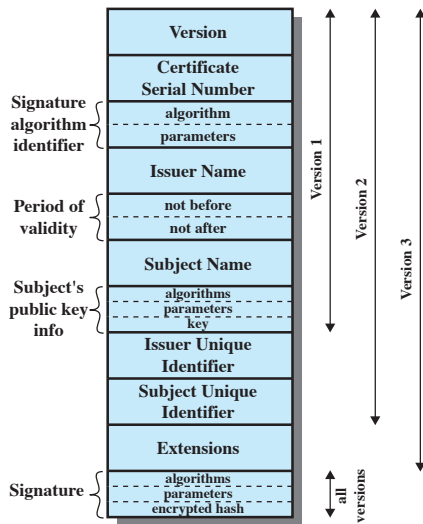 Version
Certificate
Serial Number
Signature
algorithm
identifier
algorithm
parameters
Issuer Name
Period of
validity
not before
not after
Subject Name
Subject's
public key
info
algorithms
parameters
key
Issuer Unique
Identifier
Subject Unique
Identifier
Extensions
Signature
algorithms
parameters
encrypted hash
Version 1
Version 2
Version 3
all
versions